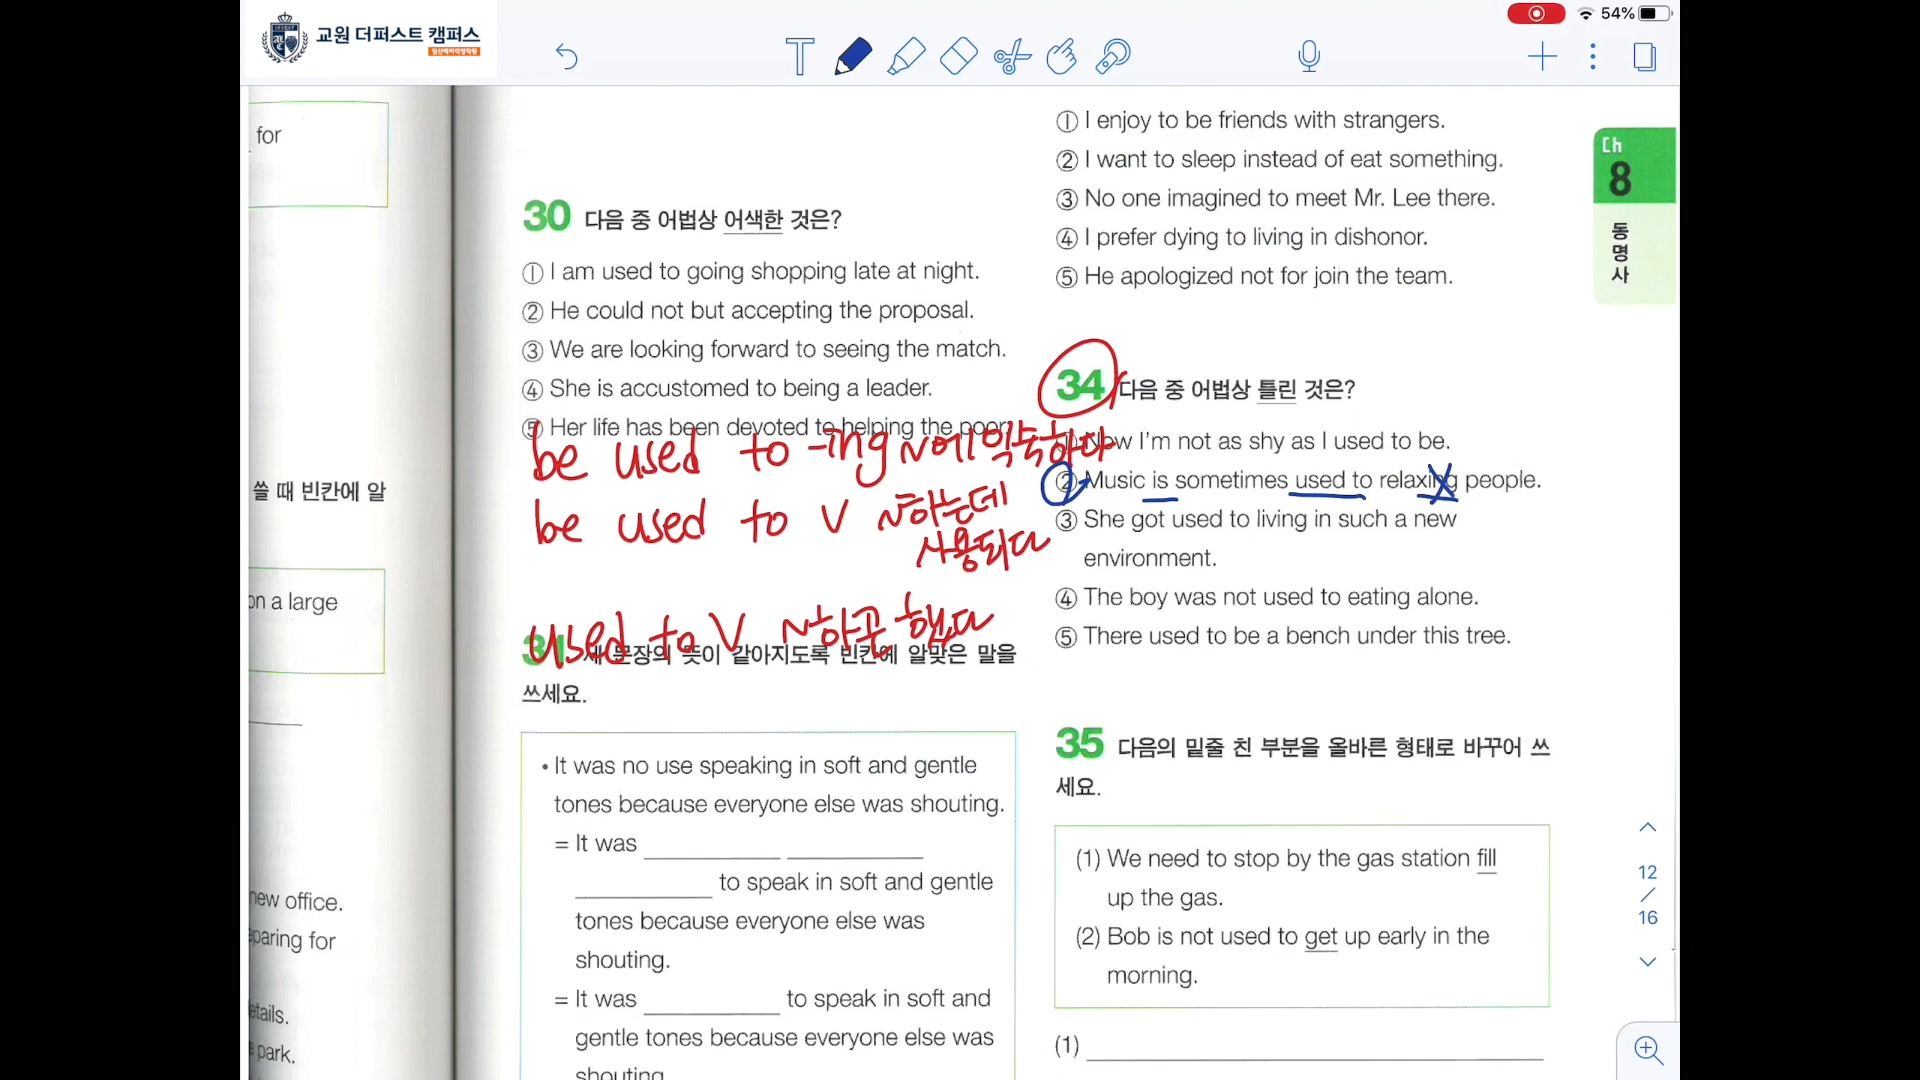 교원 더퍼스트 캠퍼스
54%
for
쓸 때 빈칸에 알
on a large
new office.
eparing for
etails.
park.
30 다음 중 어법상 어색한 것은?
① I am used to going shopping late at night.
② He could not but accepting the proposal.
③ We are looking forward to seeing the match.
④ She is accustomed to being a leader.
⑤ Her life has been devoted to helping the poor.
be used to -ing ~에 익숙하다
be used to V ~하는데
사용되다
used to V ~하곤 했다
31 세 문장의 뜻이 같아지도록 빈칸에 알맞은 말을
쓰세요.
• It was no use speaking in soft and gentle
tones because everyone else was shouting.
= It was ____ ____
____ to speak in soft and gentle
tones because everyone else was
shouting.
= It was ____ to speak in soft and
gentle tones because everyone else was
shouting
① I enjoy to be friends with strangers.
② I want to sleep instead of eat something.
③ No one imagined to meet Mr. Lee there.
④ I prefer dying to living in dishonor.
⑤ He apologized not for join the team.
34 다음 중 어법상 틀린 것은?
① Now I'm not as shy as I used to be.
② Music is sometimes used to relaxing people.
③ She got used to living in such a new
environment.
④ The boy was not used to eating alone.
⑤ There used to be a bench under this tree.
35 다음의 밑줄 친 부분을 올바른 형태로 바꾸어 쓰
세요.
(1) We need to stop by the gas station fill
up the gas.
(2) Bob is not used to get up early in the
morning.
(1) ____
Ch
8
동
명
사
12
/
16